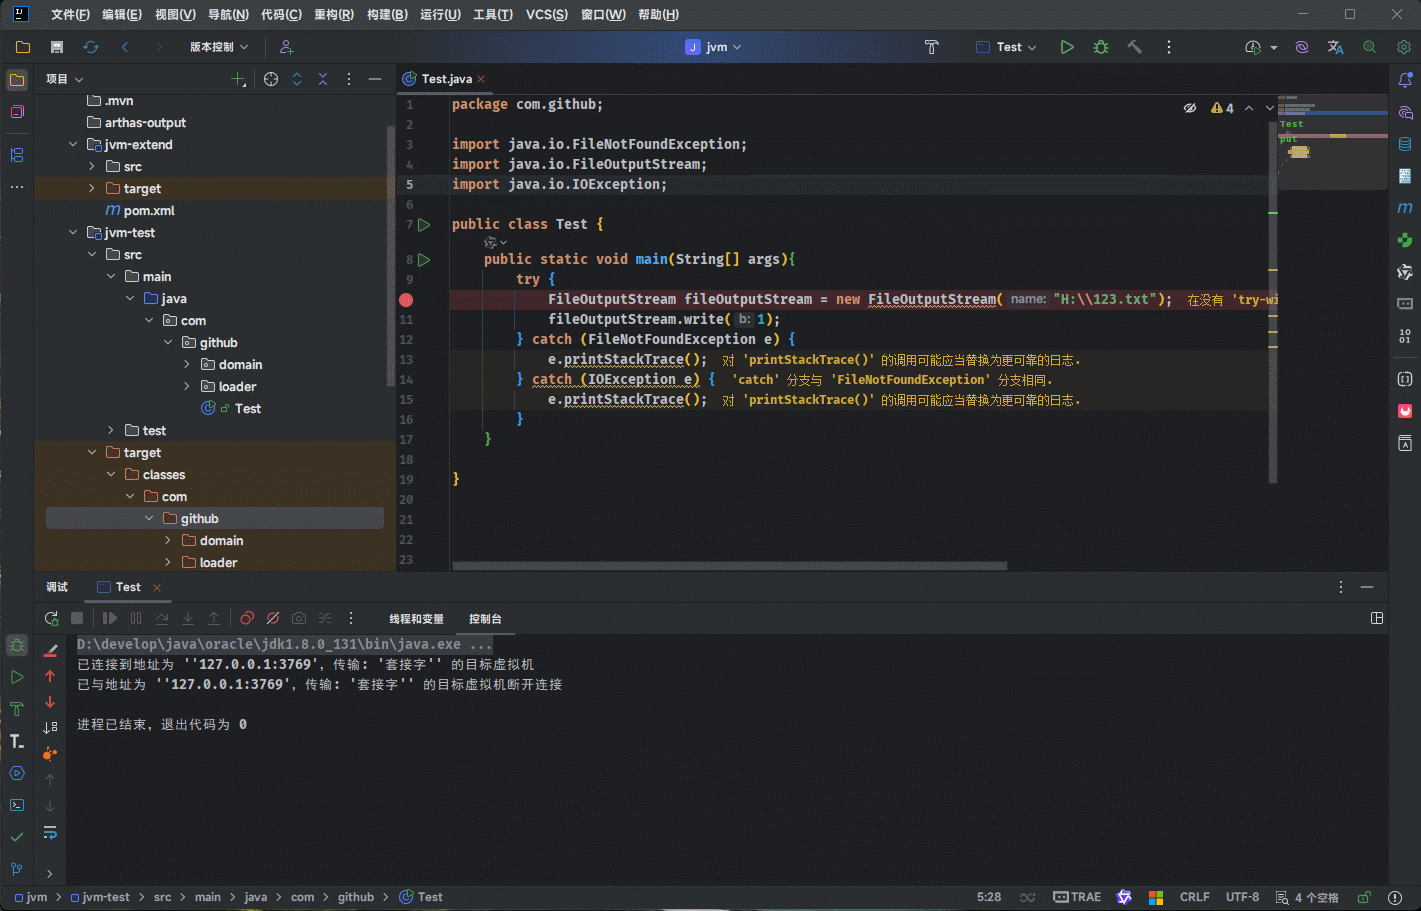 文件(F) 编辑(E) 视图(V) 导航(N) 代码(C) 重构(R) 构建(B) 运行(U) 工具(T) VCS(S) 窗口(W) 帮助(H)
版本控制
J jvm
Test
项目
.mvn
arthas-output
jvm-extend
src
target
pom.xml
jvm-test
src
main
java
com
github
domain
loader
Test
test
target
classes
com
github
domain
loader
Test.java
4
1 package com.github;
2
3 import java.io.FileNotFoundException;
4 import java.io.FileOutputStream;
5 import java.io.IOException;
6
7 public class Test {
8 public static void main(String[] args){
9 try {
FileOutputStream fileOutputStream = new FileOutputStream( name: "H:\\123.txt"); 在没有 'try-wi
11 fileOutputStream.write( b: 1);
12 } catch (FileNotFoundException e) {
13 e.printStackTrace(); 对 'printStackTrace()' 的调用可能应当替换为更可靠的日志.
14 } catch (IOException e) { 'catch' 分支与 'FileNotFoundException' 分支相同.
15 e.printStackTrace(); 对 'printStackTrace()' 的调用可能应当替换为更可靠的日志.
16 }
17 }
18
19 }
20
21
22
23
Test
put
调试 Test
线程和变量 控制台
D:\develop\java\oracle\jdk1.8.0_131\bin\java.exe ...
已连接到地址为 ''127.0.0.1:3769'，传输: '套接字'' 的目标虚拟机
已与地址为 ''127.0.0.1:3769'，传输: '套接字'' 的目标虚拟机断开连接
进程已结束，退出代码为 0
jvm > jvm-test > src > main > java > com > github > Test
5:28 TRAE CRLF UTF-8 4 个空格